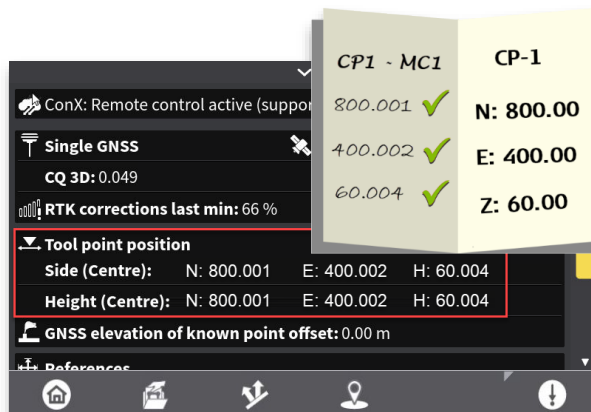 CP1 - MC1
800.001
400.002
60.004
CP-1
N: 800.00
E: 400.00
Z: 60.00
ConX: Remote control active (suppor
Single GNSS
CQ 3D: 0.049
RTK corrections last min: 66 %
Tool point position
Side (Centre): N: 800.001 E: 400.002 H: 60.004
Height (Centre): N: 800.001 E: 400.002 H: 60.004
GNSS elevation of known point offset: 0.00 m
References